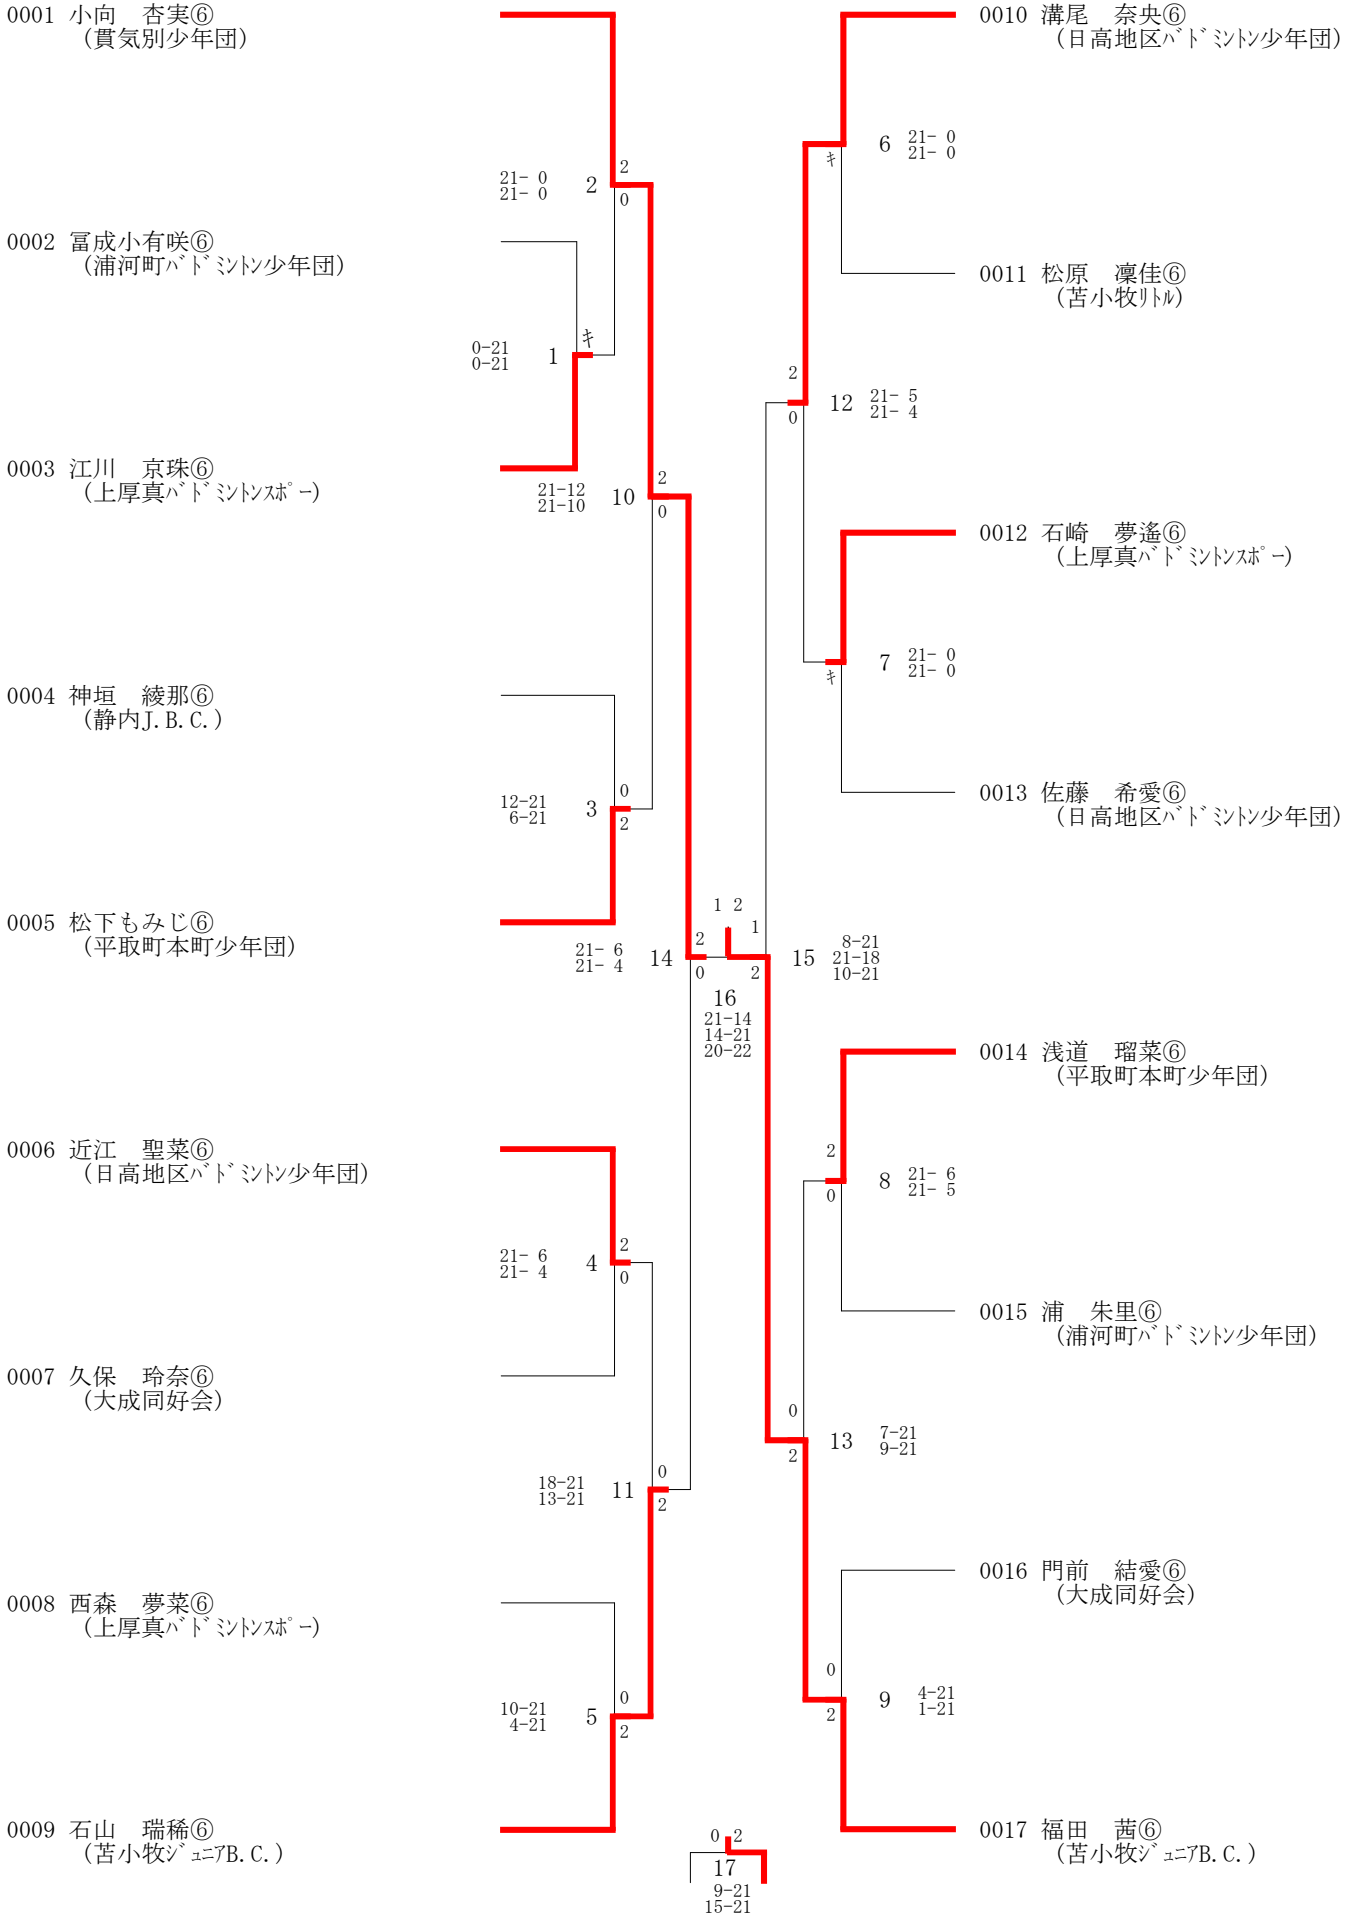 0001 小向　杏実⑥
(貫気別少年団)
21- 0
21- 0
2
2
0
0002 冨成小有咲⑥
(浦河町ﾊﾞﾄﾞﾐﾝﾄﾝ少年団)
0-21
0-21
1
ｷ
0003 江川　京珠⑥
(上厚真ﾊﾞﾄﾞﾐﾝﾄﾝｽﾎﾟｰ)
21-12
21-10
10
2
0
0004 神垣　綾那⑥
(静内J.B.C.)
12-21
6-21
3
0
2
0005 松下もみじ⑥
(平取町本町少年団)
21- 6
21- 4
14
2
0
0006 近江　聖菜⑥
(日高地区ﾊﾞﾄﾞﾐﾝﾄﾝ少年団)
21- 6
21- 4
4
2
0
0007 久保　玲奈⑥
(大成同好会)
18-21
13-21
11
0
2
0008 西森　夢菜⑥
(上厚真ﾊﾞﾄﾞﾐﾝﾄﾝｽﾎﾟｰ)
10-21
4-21
5
0
2
0009 石山　瑞稀⑥
(苫小牧ｼﾞｭﾆｱB.C.)
1 2
16
21-14
14-21
20-22
0 2
17
9-21
15-21
0010 溝尾　奈央⑥
(日高地区ﾊﾞﾄﾞﾐﾝﾄﾝ少年団)
ｷ
6
21- 0
21- 0
0011 松原　凜佳⑥
(苫小牧ﾘﾄﾙ)
2
0
12
21- 5
21- 4
0012 石崎　夢遙⑥
(上厚真ﾊﾞﾄﾞﾐﾝﾄﾝｽﾎﾟｰ)
ｷ
7
21- 0
21- 0
0013 佐藤　希愛⑥
(日高地区ﾊﾞﾄﾞﾐﾝﾄﾝ少年団)
1
2
15
8-21
21-18
10-21
0014 浅道　瑠菜⑥
(平取町本町少年団)
2
0
8
21- 6
21- 5
0015 浦　朱里⑥
(浦河町ﾊﾞﾄﾞﾐﾝﾄﾝ少年団)
0
2
13
7-21
9-21
0016 門前　結愛⑥
(大成同好会)
0
2
9
4-21
1-21
0017 福田　茜⑥
(苫小牧ｼﾞｭﾆｱB.C.)